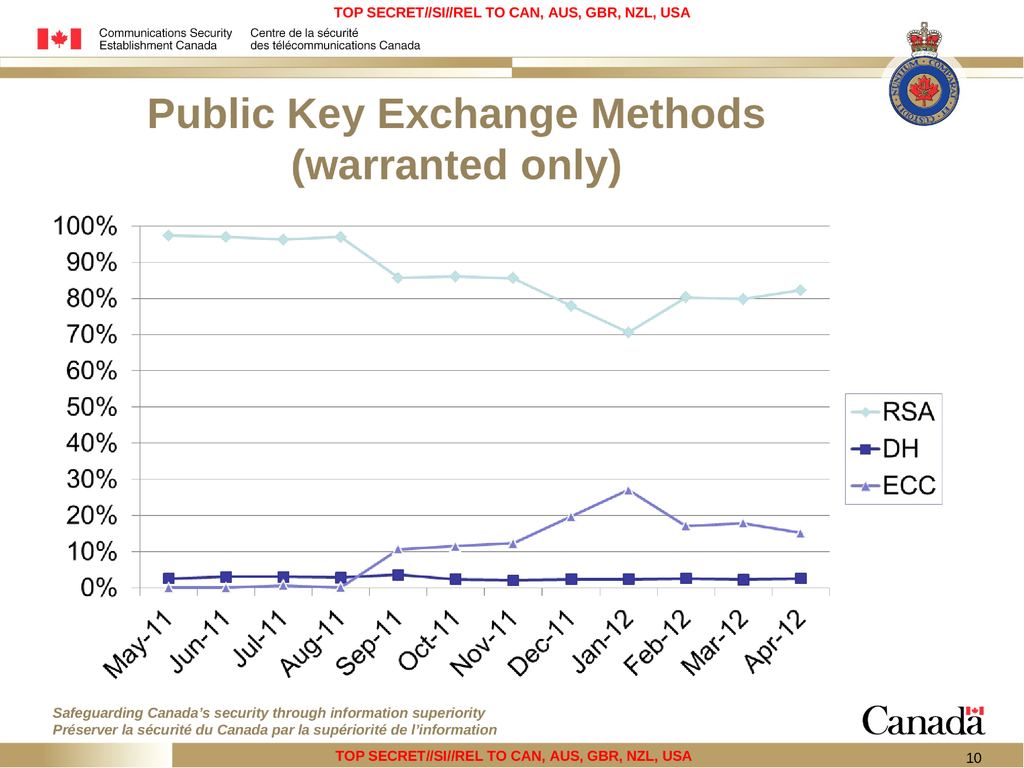 TOP SECRET//SI//REL TO CAN, AUS, GBR, NZL, USA
Communications Security Establishment Canada
Centre de la sécurité des télécommunications Canada
Public Key Exchange Methods
(warranted only)
100%
90%
80%
70%
60%
50%
40%
30%
20%
10%
0%
RSA
DH
ECC
May-11
Jun-11
Jul-11
Aug-11
Sep-11
Oct-11
Nov-11
Dec-11
Jan-12
Feb-12
Mar-12
Apr-12
Safeguarding Canada's security through information superiority
Préserver la sécurité du Canada par la supériorité de l'information
Canada
TOP SECRET//SI//REL TO CAN, AUS, GBR, NZL, USA
10